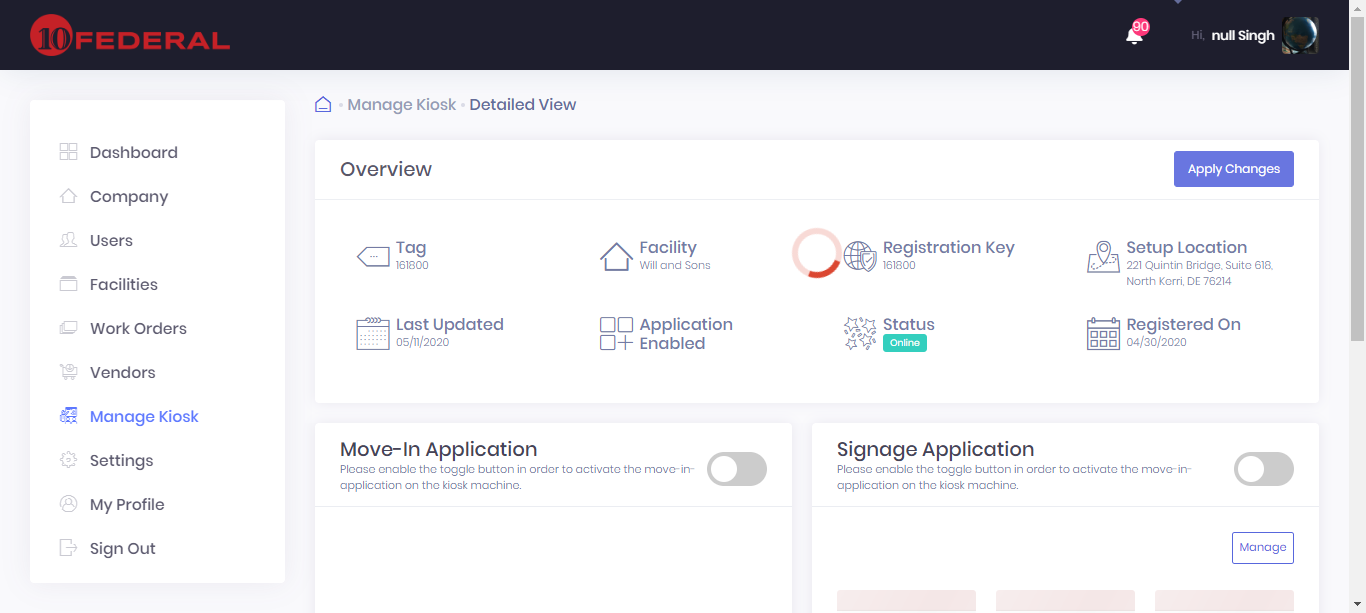 10 FEDERAL
90
Hi, null Singh
Manage Kiosk
Detailed View
Dashboard
Company
Users
Facilities
Work Orders
Vendors
Manage Kiosk
Settings
My Profile
Sign Out
Overview
Apply Changes
Tag
161800
Facility
Will and Sons
Registration Key
161800
Setup Location
221 Quintin Bridge, Suite 618,
North Kerri, DE 76214
Last Updated
05/11/2020
Application
Enabled
Status
Online
Registered On
04/30/2020
Move-In Application
Please enable the toggle button in order to activate the move-in-
application on the kiosk machine.
Signage Application
Please enable the toggle button in order to activate the move-in-
application on the kiosk machine.
Manage